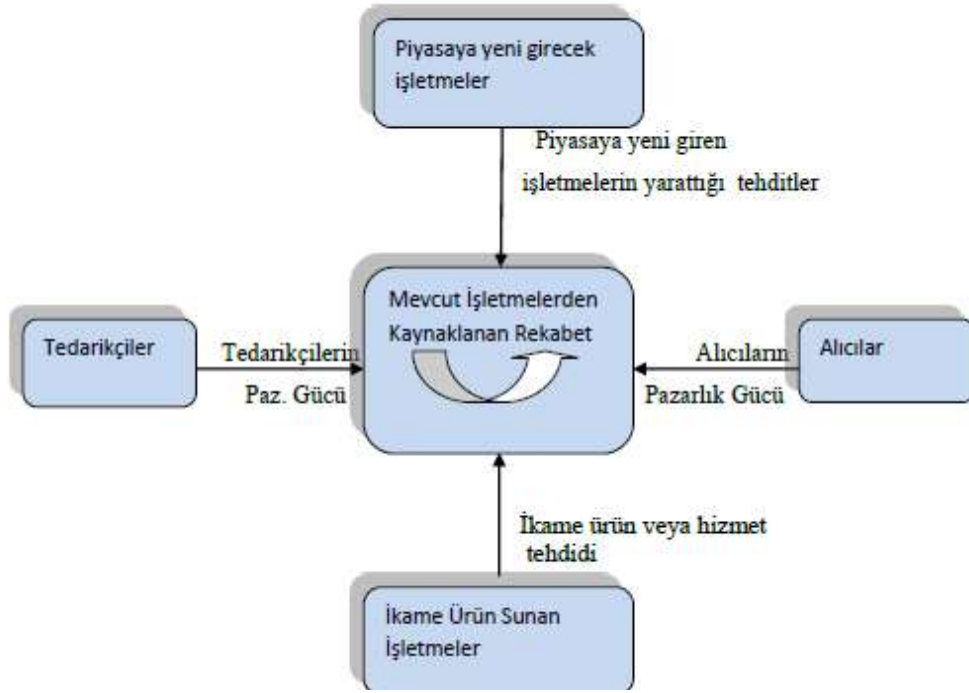 Piyasaya yeni girecek
işletmeler
Piyasaya yeni giren
işletmelerin yarattığı tehditler
Mevcut İşletmelerden
Kaynaklanan Rekabet
Tedarikçiler
Tedarikçilerin
Paz. Gücü
Alıcıların
Pazarlık Gücü
Alıcılar
İkame ürün veya hizmet
tehdidi
İkame Ürün Sunan
İşletmeler